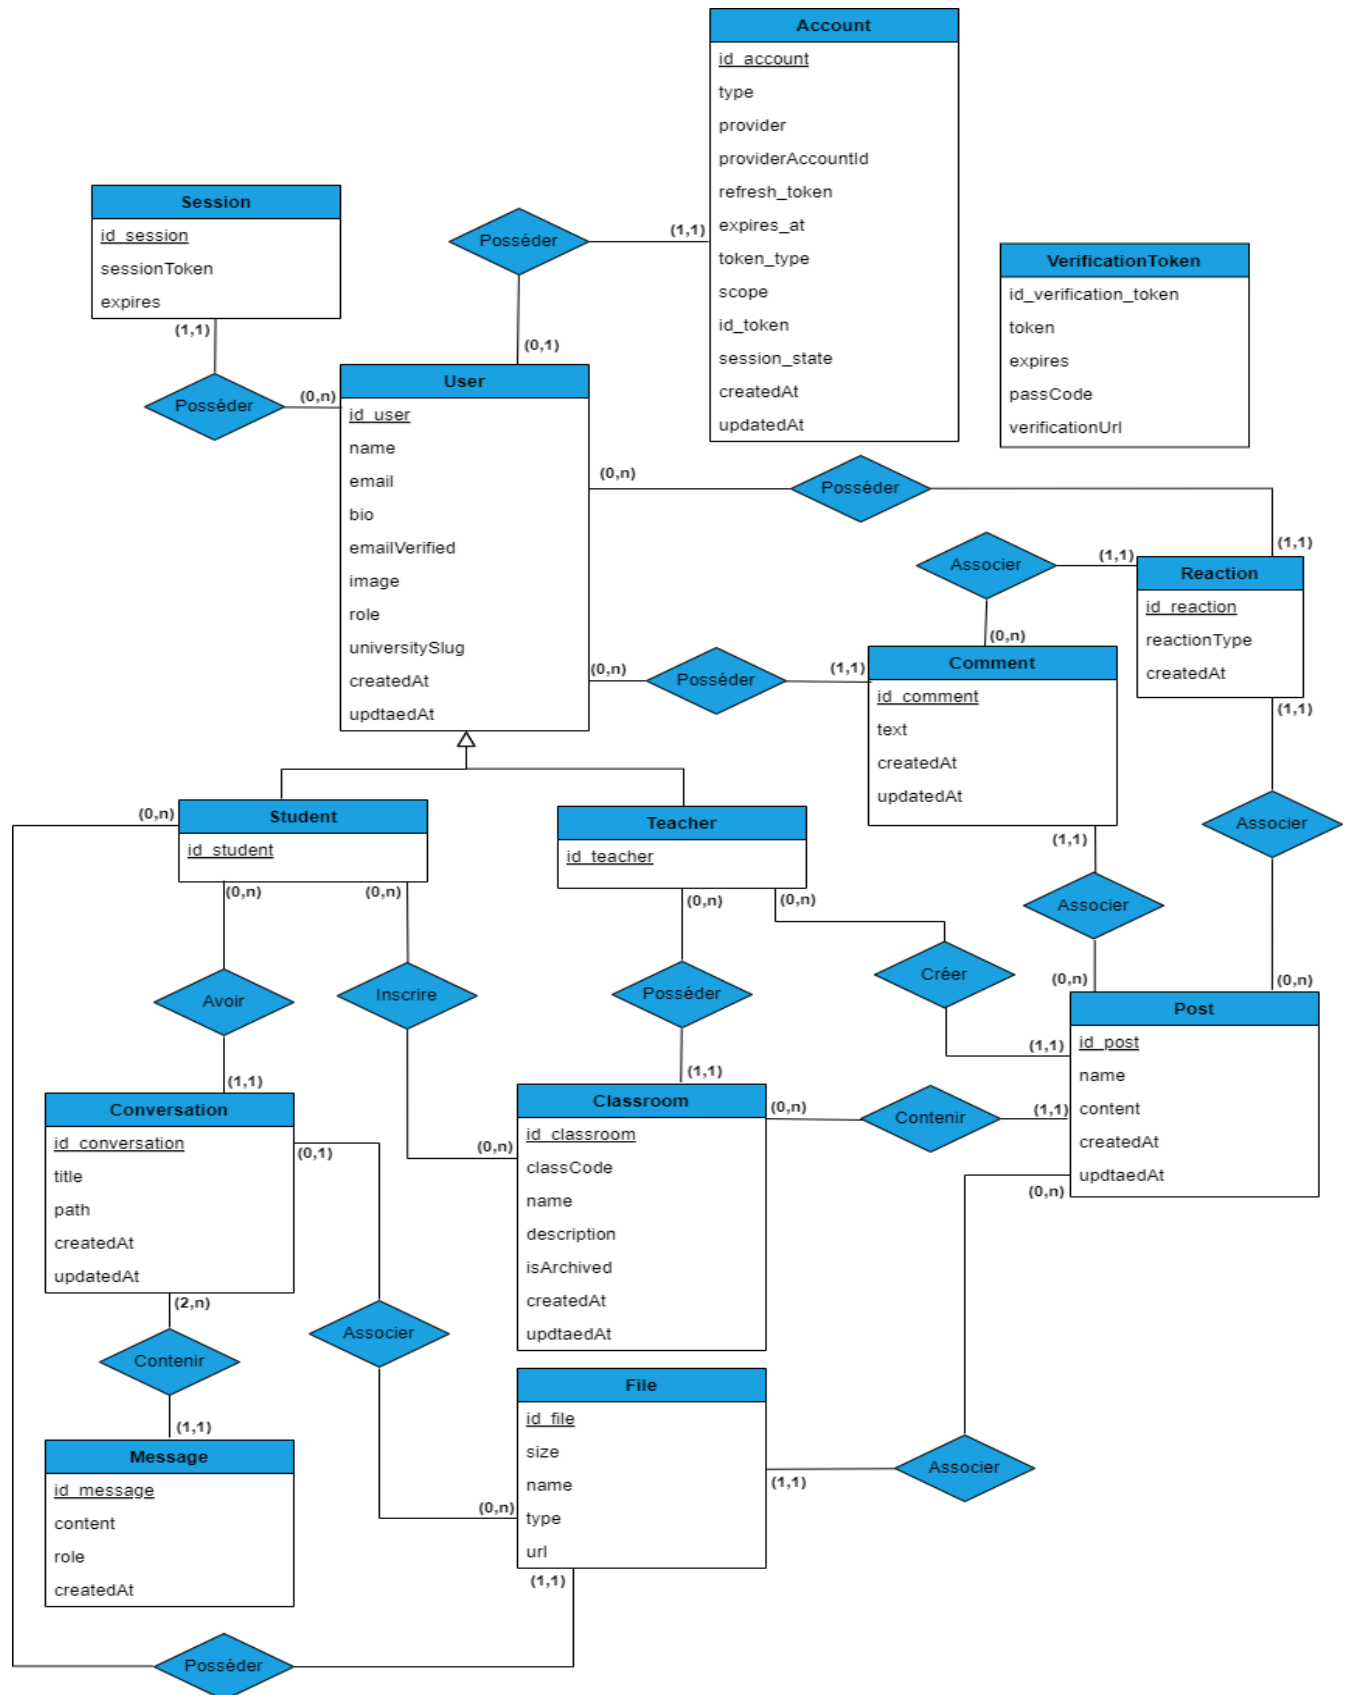 Account
id_account
type
provider
providerAccountId
refresh_token
expires_at
token_type
scope
id_token
session_state
createdAt
updatedAt
Session
id_session
sessionToken
expires
(1,1)
Posséder
(0,n)
Posséder
(1,1)
(0,1)
VerificationToken
id_verification_token
token
expires
passCode
verificationUrl
User
id_user
name
email
bio
emailVerified
image
role
universitySlug
createdAt
updtaedAt
(0,n)
Posséder
(1,1)
Associer
(1,1)
(0,n)
Reaction
id_reaction
reactionType
createdAt
(1,1)
(0,n)
Posséder
(1,1)
Comment
id_comment
text
createdAt
updatedAt
(1,1)
Associer
(0,n)
Associer
(0,n)
(0,n)
Student
id_student
(0,n)
(0,n)
Teacher
id_teacher
(0,n)
(0,n)
Avoir
Inscrire
Posséder
Créer
(1,1)
(1,1)
(1,1)
Post
id_post
name
content
createdAt
updtaedAt
(0,n)
Conversation
id_conversation
title
path
createdAt
updatedAt
(0,1)
(2,n)
(0,n)
Classroom
id_classroom
classCode
name
description
isArchived
createdAt
updtaedAt
(0,n)
Contenir
(1,1)
Contenir
(1,1)
Associer
(0,n)
Message
id_message
content
role
createdAt
File
id_file
size
name
type
url
(1,1)
Associer
(1,1)
Posséder